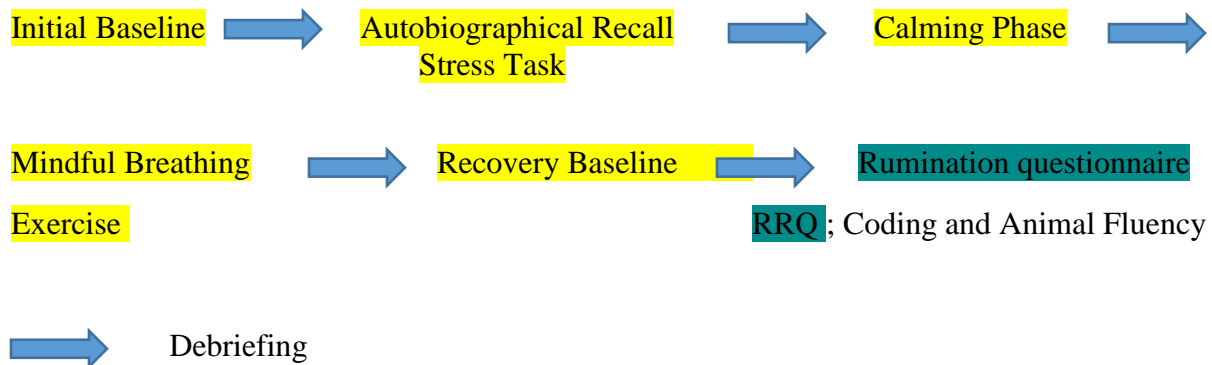 Initial Baseline Autobiographical Recall Calming Phase
Stress Task
Mindful Breathing Recovery Baseline Rumination questionnaire
Exercise RRQ ; Coding and Animal Fluency
Debriefing